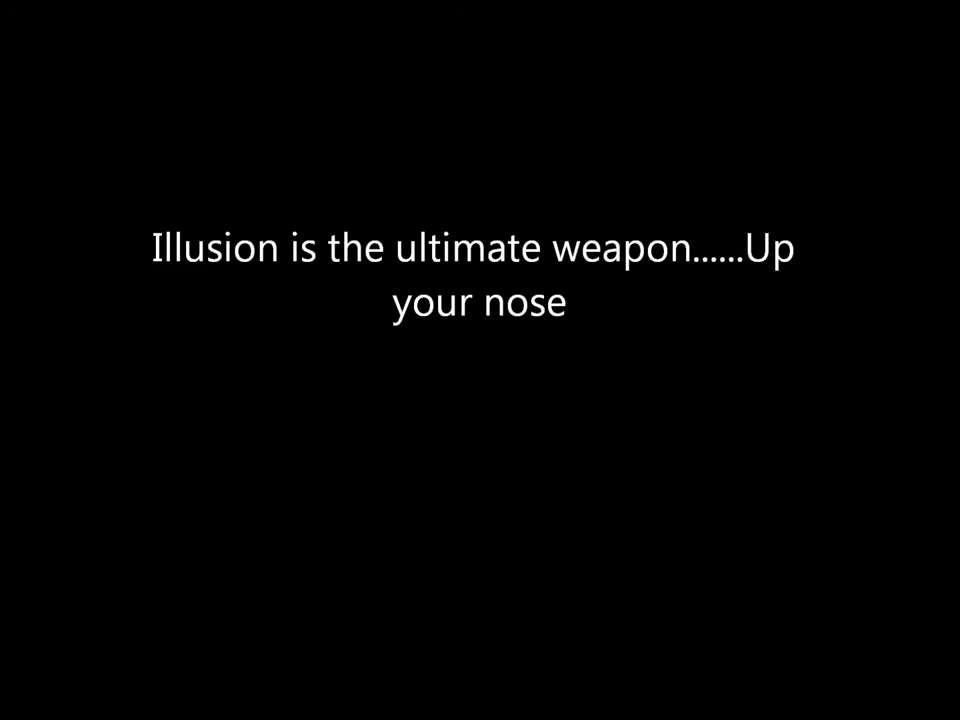 Illusion is the ultimate weapon......Up
your nose